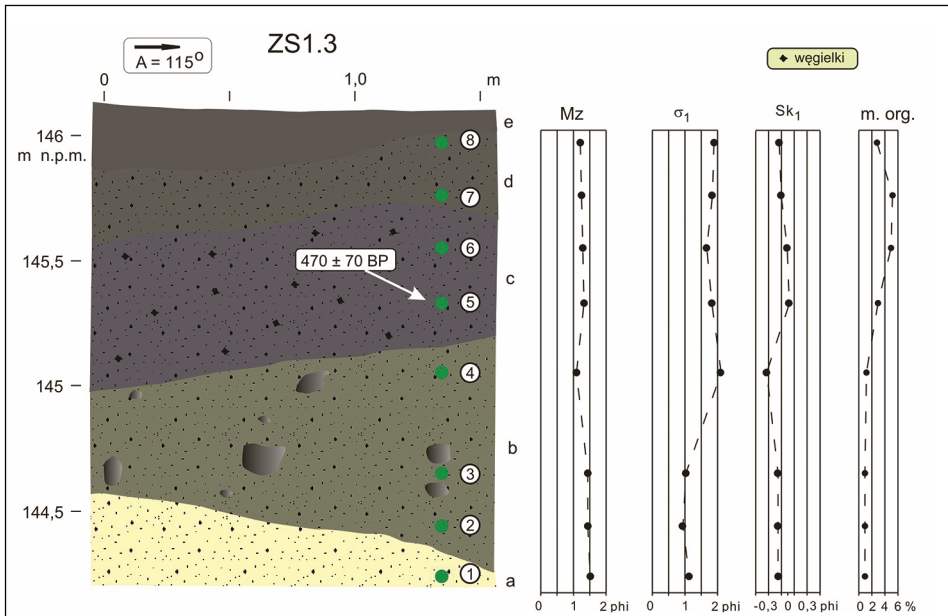 ZS1.3
A = 115°
węgielki
0 1,0 m
Mz σ1 Sk1 m. org.
146
m n.p.m.
145,5
145
144,5
e
d
c
b
a
8
7
6
470 ± 70 BP
5
4
3
2
1
0 1 2 phi
0 1 2 phi
-0,3 0,3 phi
0 2 4 6 %